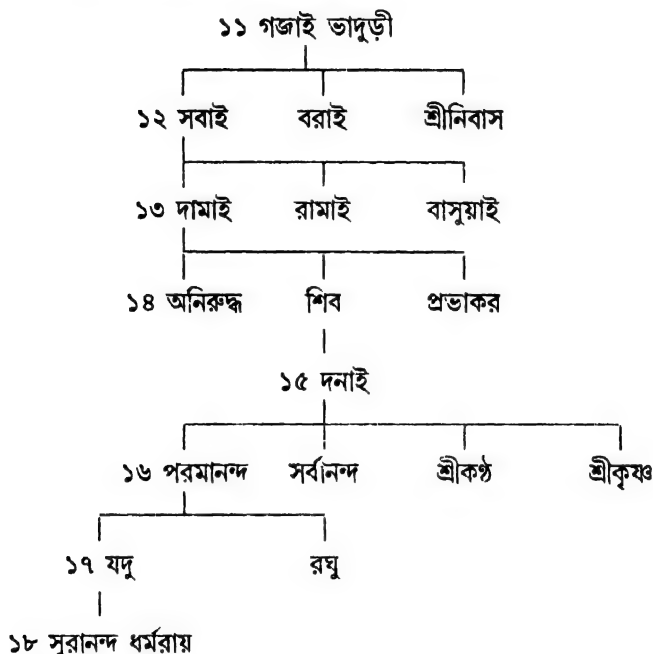 ১১ গজাই ভাদুড়ী
১২ সবাই বরাই শ্রীনিবাস
১৩ দামাই রামাই বাসুয়াই
১৪ অনিরুদ্ধ শিব প্রভাকর
১৫ দনাই
১৬ পরমানন্দ সর্বানন্দ শ্রীকণ্ঠ শ্রীকৃষ্ণ
১৭ যদু রঘু
১৮ সুরানন্দ ধর্মরায়